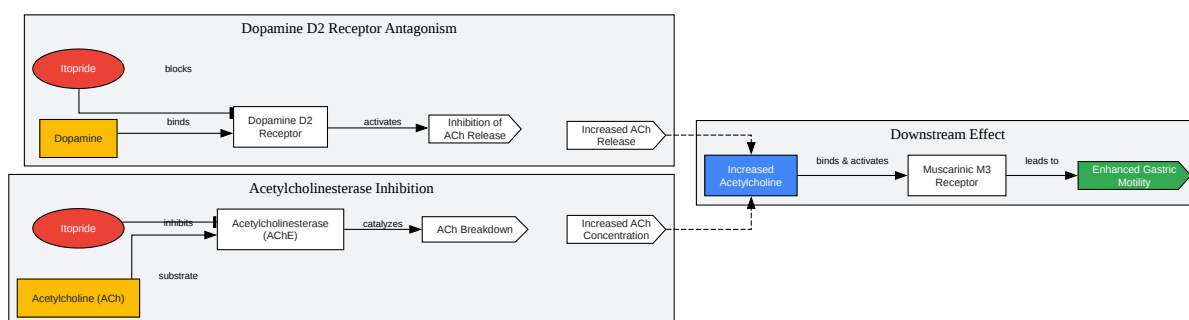 Dopamine D2 Receptor Antagonism
Itopride
blocks
Dopamine
binds
Dopamine D2
Receptor
activates
Inhibition of
ACh Release
Increased ACh
Release
Acetylcholinesterase Inhibition
Itopride
inhibits
Acetylcholinesterase
(AChE)
catalyzes
ACh Breakdown
Increased ACh
Concentration
substrate
Acetylcholine (ACh)
Downstream Effect
Increased
Acetylcholine
binds & activates
Muscarinic M3
Receptor
leads to
Enhanced Gastric
Motility